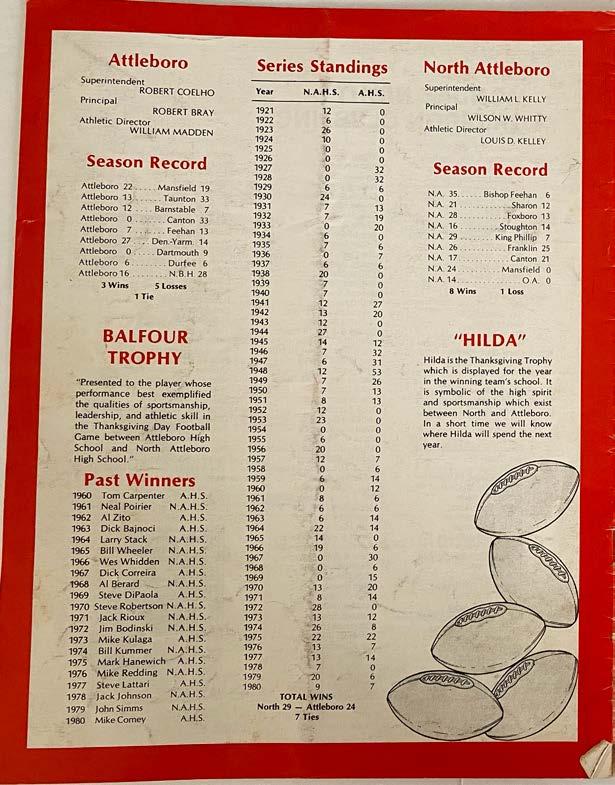 Attleboro
Superintendent
ROBERT COELHO
Principal
ROBERT BRAY
Athletic Director
WILLIAM MADDEN
Season Record
Attleboro 22 ..... Mansfield 19
Attleboro 13 ...... Taunton 33
Attleboro 12 .... Barnstable 7
Attleboro 0 ....... Canton 33
Attleboro 7 ....... Feehan 13
Attleboro 27 ... Den.-Yarm. 14
Attleboro 0 .... Dartmouth 9
Attleboro 6 ....... Durfee 6
Attleboro 16 ....... N.B.H. 28
3 Wins 5 Losses
1 Tie
BALFOUR
TROPHY
"Presented to the player whose
performance best exemplified
the qualities of sportsmanship,
leadership, and athletic skill in
the Thanksgiving Day Football
Game between Attleboro High
School and North Attleboro
High School."
Past Winners
1960 Tom Carpenter A.H.S.
1961 Neal Poirier N.A.H.S.
1962 Al Zito A.H.S.
1963 Dick Bajnoci A.H.S.
1964 Larry Stack N.A.H.S.
1965 Bill Wheeler N.A.H.S.
1966 Wes Whidden N.A.H.S.
1967 Dick Correira A.H.S.
1968 Al Berard N.A.H.S.
1969 Steve DiPaola A.H.S.
1970 Steve Robertson N.A.H.S.
1971 Jack Rioux N.A.H.S.
1972 Jim Bodinski N.A.H.S.
1973 Mike Kulaga A.H.S.
1974 Bill Kummer N.A.H.S.
1975 Mark Hanewich A.H.S.
1976 Mike Redding N.A.H.S.
1977 Steve Lattari A.H.S.
1978 Jack Johnson N.A.H.S.
1979 John Simms N.A.H.S.
1980 Mike Comey A.H.S.
Series Standings
Year N.A.H.S. A.H.S.
1921 12 0
1922 6 0
1923 26 0
1924 10 0
1925 0 0
1926 0 0
1927 0 32
1928 0 32
1929 6 6
1930 24 0
1931 7 13
1932 7 19
1933 0 20
1934 6 0
1935 7 6
1936 0 7
1937 6 6
1938 20 0
1939 7 0
1940 7 0
1941 12 27
1942 13 20
1943 12 0
1944 27 0
1945 14 12
1946 7 32
1947 6 31
1948 12 53
1949 7 26
1950 7 13
1951 8 13
1952 12 0
1953 23 0
1954 0 0
1955 6 0
1956 20 0
1957 12 7
1958 0 6
1959 6 14
1960 0 12
1961 8 6
1962 6 6
1963 6 14
1964 22 14
1965 14 0
1966 19 6
1967 0 30
1968 0 6
1969 0 15
1970 13 20
1971 8 14
1972 28 0
1973 13 12
1974 26 8
1975 22 22
1976 13 7
1977 13 14
1978 7 0
1979 20 6
1980 9 7
TOTAL WINS
North 29 — Attleboro 24
7 Ties
North Attleboro
Superintendent
WILLIAM L. KELLY
Principal
WILSON W. WHITTY
Athletic Director
LOUIS D. KELLEY
Season Record
N.A. 35 ...... Bishop Feehan 6
N.A. 21 ........... Sharon 12
N.A. 28 .......... Foxboro 13
N.A. 16 ......... Stoughton 14
N.A. 29 ........ King Phillip 7
N.A. 26 .......... Franklin 25
N.A. 17 ........... Canton 21
N.A. 24 ......... Mansfield 0
N.A. 14 ............. O.A. 0
8 Wins 1 Loss
"HILDA"
Hilda is the Thanksgiving Trophy
which is displayed for the year
in the winning team's school. It
is symbolic of the high spirit
and sportsmanship which exist
between North and Attleboro.
In a short time we will know
where Hilda will spend the next
year.